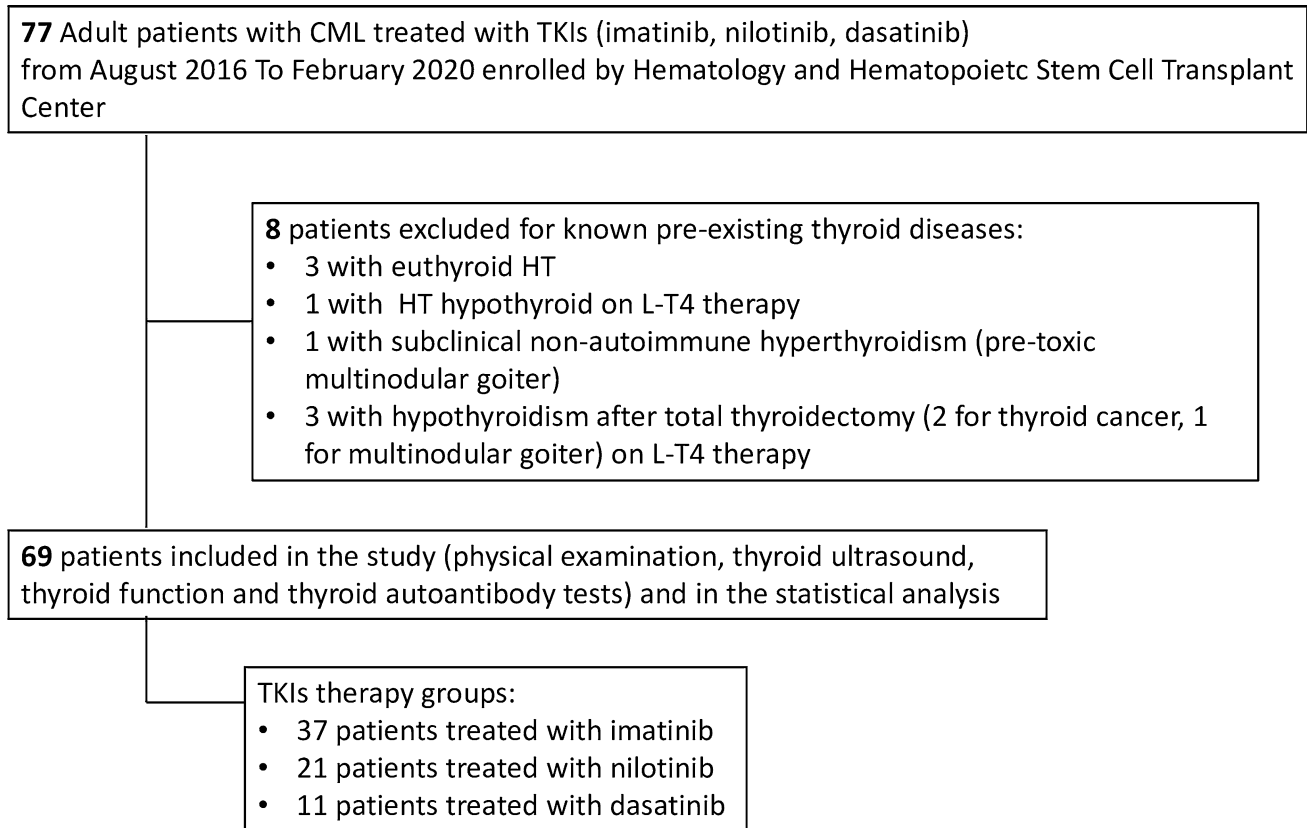 77 Adult patients with CML treated with TKIs (imatinib, nilotinib, dasatinib)
from August 2016 To February 2020 enrolled by Hematology and Hematopoietc Stem Cell Transplant
Center
8 patients excluded for known pre-existing thyroid diseases:
• 3 with euthyroid HT
• 1 with HT hypothyroid on L-T4 therapy
• 1 with subclinical non-autoimmune hyperthyroidism (pre-toxic
multinodular goiter)
• 3 with hypothyroidism after total thyroidectomy (2 for thyroid cancer, 1
for multinodular goiter) on L-T4 therapy
69 patients included in the study (physical examination, thyroid ultrasound,
thyroid function and thyroid autoantibody tests) and in the statistical analysis
TKIs therapy groups:
• 37 patients treated with imatinib
• 21 patients treated with nilotinib
• 11 patients treated with dasatinib